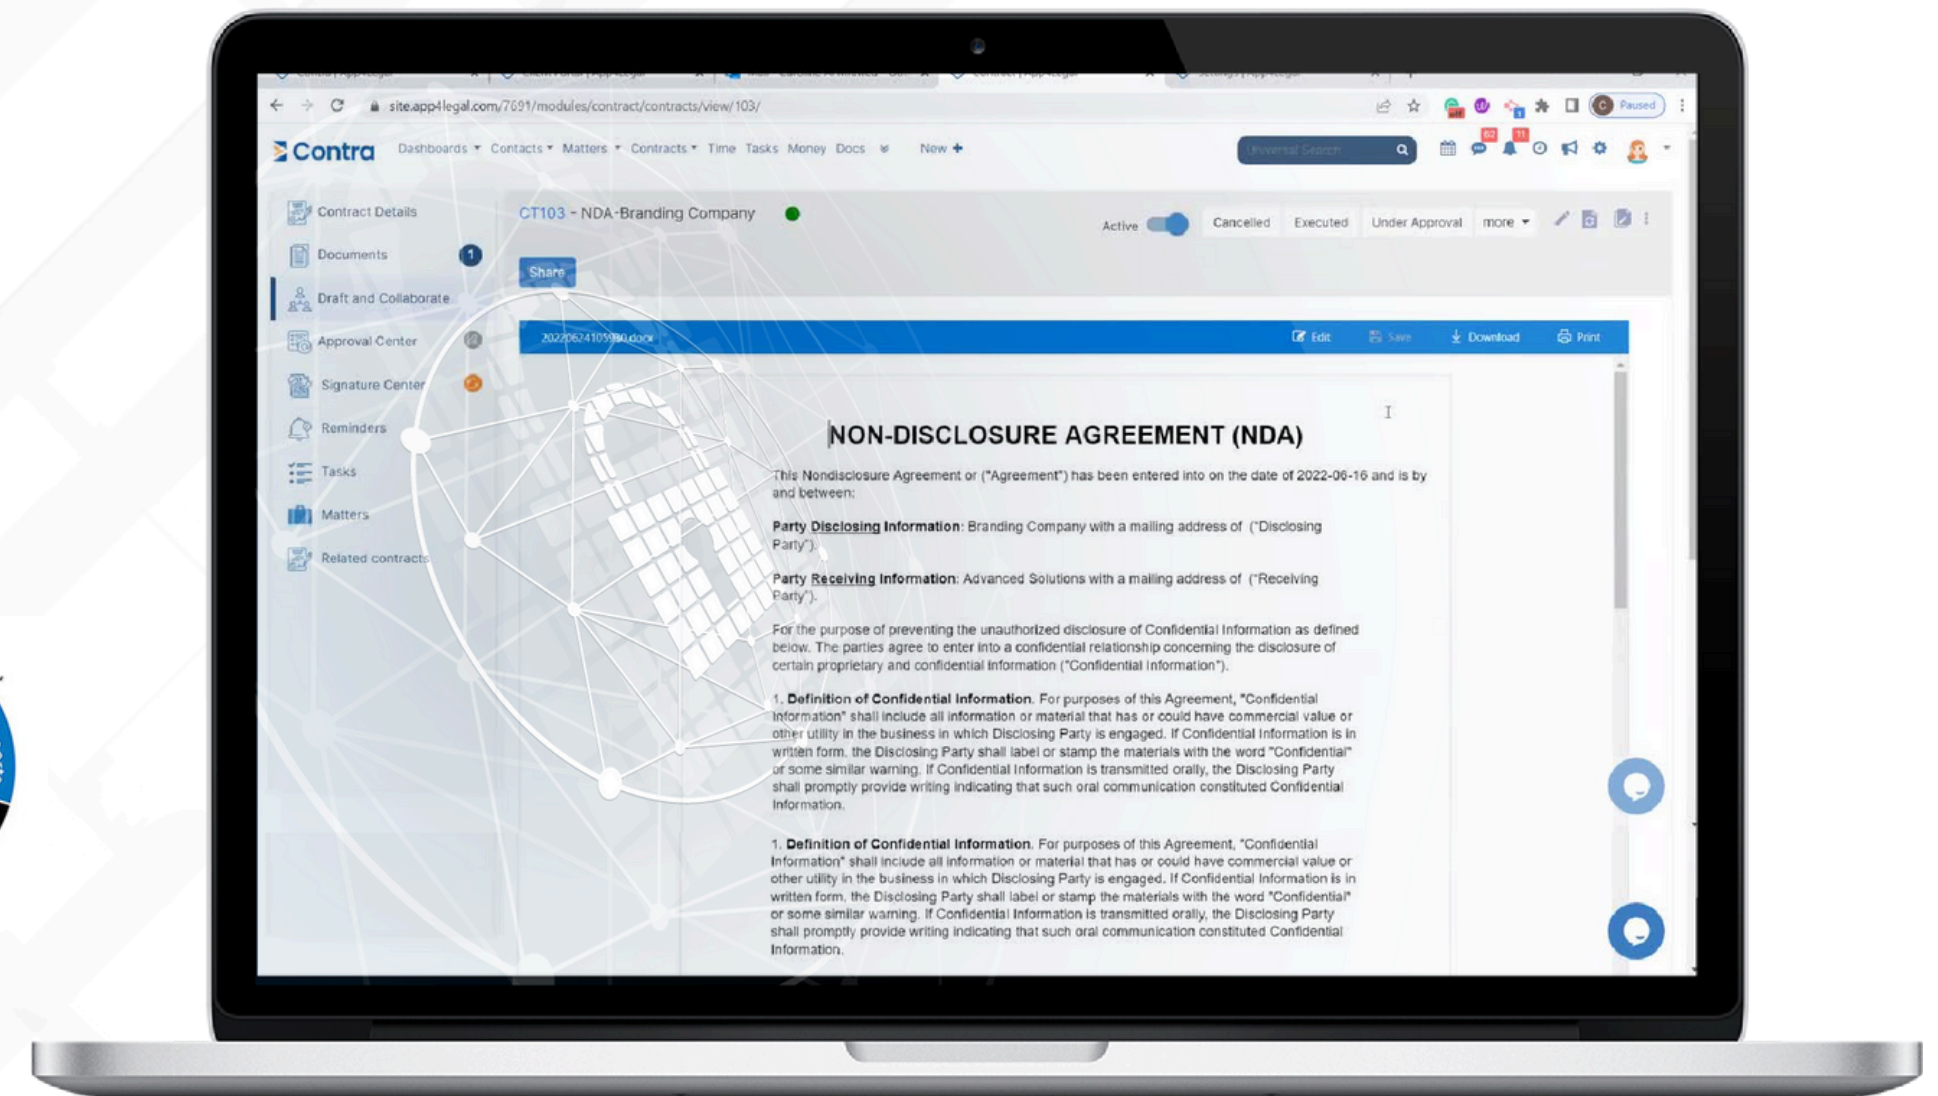 site.app4legal.com/7691/modules/contract/contracts/view/103/
Paused
Contra
Dashboards
Contacts
Matters
Contracts
Time
Tasks
Money
Docs
New
Universal Search
62
11
Contract Details
Documents
1
Draft and Collaborate
Approval Center
Signature Center
Reminders
Tasks
Matters
Related contracts
CT103 - NDA-Branding Company
Active
Cancelled
Executed
Under Approval
more
Share
Edit
Save
Download
Print
NON-DISCLOSURE AGREEMENT (NDA)
This Nondisclosure Agreement or ("Agreement") has been entered into on the date of 2022-06-16 and is by
and between:
Party Disclosing Information: Branding Company with a mailing address of ("Disclosing
Party").
Party Receiving Information: Advanced Solutions with a mailing address of ("Receiving
Party").
For the purpose of preventing the unauthorized disclosure of Confidential Information as defined
below. The parties agree to enter into a confidential relationship concerning the disclosure of
certain proprietary and confidential information ("Confidential Information").
1. Definition of Confidential Information. For purposes of this Agreement, "Confidential
Information" shall include all information or material that has or could have commercial value or
other utility in the business in which Disclosing Party is engaged. If Confidential Information is in
written form, the Disclosing Party shall label or stamp the materials with the word "Confidential"
or some similar warning. If Confidential Information is transmitted orally, the Disclosing Party
shall promptly provide writing indicating that such oral communication constituted Confidential
Information.
1. Definition of Confidential Information. For purposes of this Agreement, "Confidential
Information" shall include all information or material that has or could have commercial value or
other utility in the business in which Disclosing Party is engaged. If Confidential Information is in
written form, the Disclosing Party shall label or stamp the materials with the word "Confidential"
or some similar warning. If Confidential Information is transmitted orally, the Disclosing Party
shall promptly provide writing indicating that such oral communication constituted Confidential
Information.